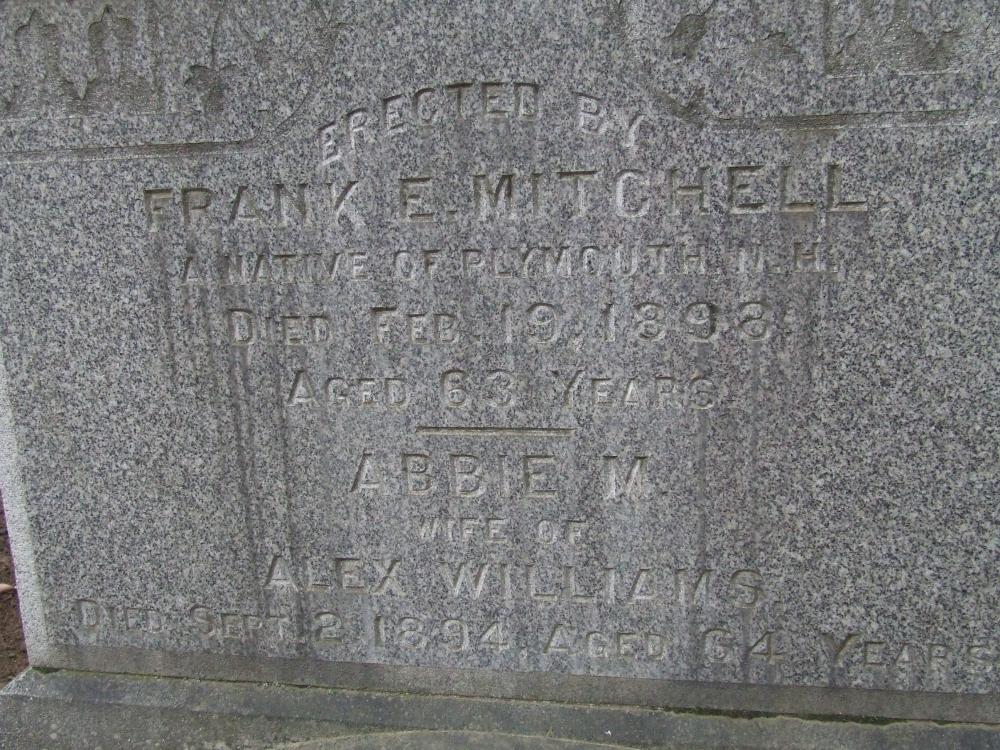 ERECTED BY
FRANK E. MITCHELL.
A NATIVE OF PLYMOUTH. N.H.
DIED FEB. 19, 1898.
AGED 63 YEARS.
ABBIE M.
WIFE OF
ALEX WILLIAMS.
DIED SEPT. 2 1894, AGED 64 YEARS